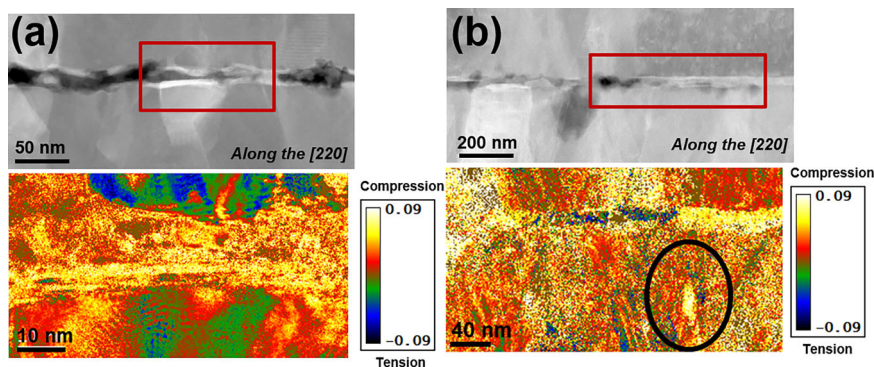 (a)
50 nm
Along the [220]
10 nm
Compression
0.09
-0.09
Tension
(b)
200 nm
Along the [220]
40 nm
Compression
0.09
-0.09
Tension